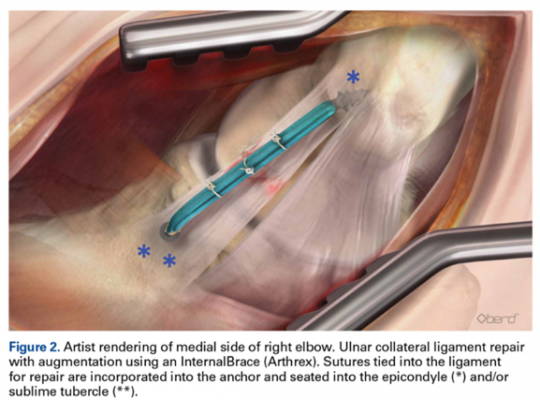 *
* *
©berd
Figure 2. Artist rendering of medial side of right elbow. Ulnar collateral ligament repair
with augmentation using an InternalBrace (Arthrex). Sutures tied into the ligament
for repair are incorporated into the anchor and seated into the epicondyle (*) and/or
sublime tubercle (**).